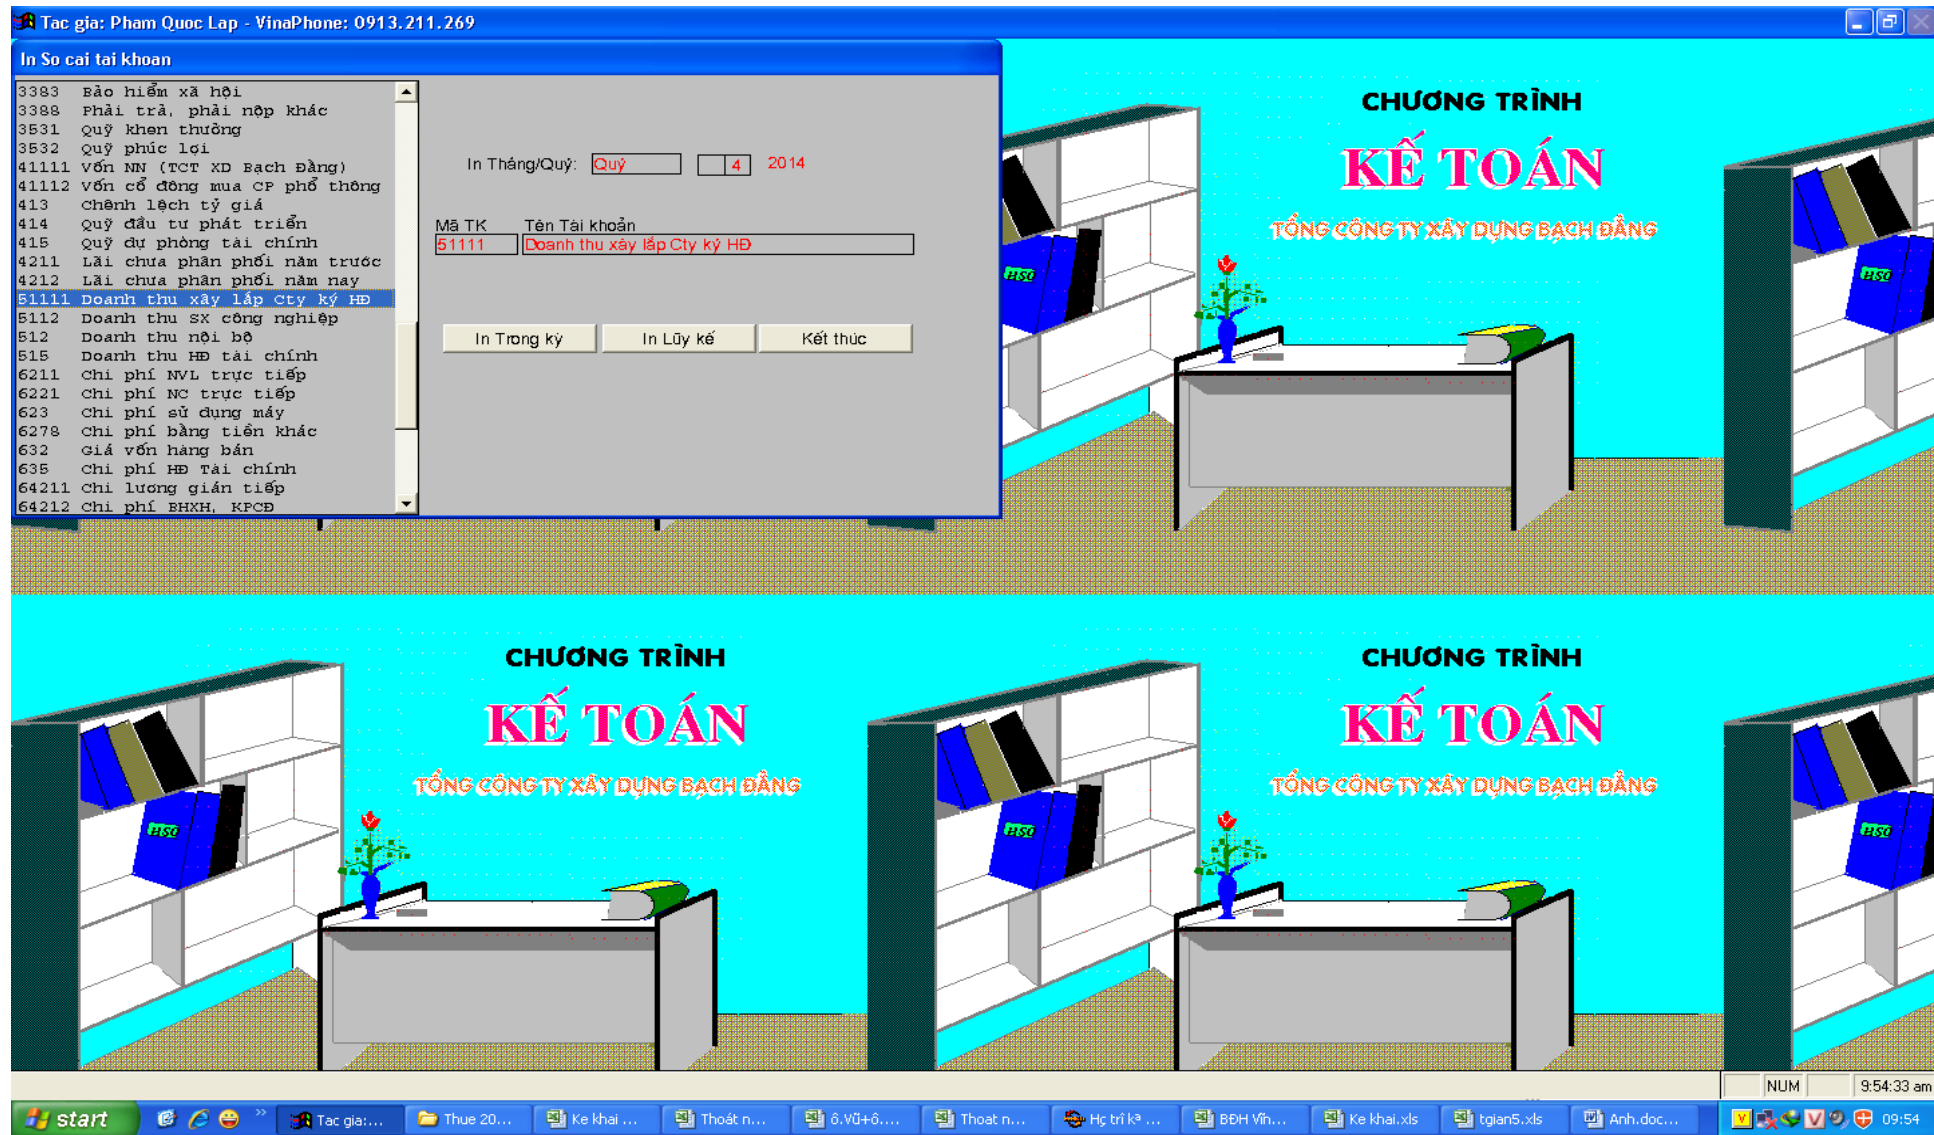 Tac gia: Pham Quoc Lap - VinaPhone: 0913.211.269
In So cai tai khoan
3383 Bảo hiểm xã hội
3388 Phải trả, phải nộp khác
3531 Quỹ khen thưởng
3532 Quỹ phúc lợi
41111 Vốn NN (TCT XD Bạch Đằng)
41112 Vốn cổ đông mua CP phổ thông
413 Chênh lệch tỷ giá
414 Quỹ đầu tư phát triển
415 Quỹ dự phòng tài chính
4211 Lãi chưa phân phối năm trước
4212 Lãi chưa phân phối năm nay
51111 Doanh thu xây lắp Cty ký HĐ
5112 Doanh thu SX công nghiệp
512 Doanh thu nội bộ
515 Doanh thu HĐ tài chính
6211 Chi phí NVL trực tiếp
6221 Chi phí NC trực tiếp
623 Chi phí sử dụng máy
6278 Chi phí bằng tiền khác
632 Giá vốn hàng bán
635 Chi phí HĐ Tài chính
64211 Chi lương gián tiếp
64212 Chi phí BHXH, KPCĐ
In Tháng/Quý: Quý 4 2014
Mã TK Tên Tài khoản
51111 Doanh thu xây lắp Cty ký HĐ
In Trong kỳ In Lũy kế Kết thúc
CHƯƠNG TRÌNH
KẾ TOÁN
TỔNG CÔNG TY XÂY DỰNG BẠCH ĐẰNG
HSG
HSG
CHƯƠNG TRÌNH
KẾ TOÁN
TỔNG CÔNG TY XÂY DỰNG BẠCH ĐẰNG
CHƯƠNG TRÌNH
KẾ TOÁN
TỔNG CÔNG TY XÂY DỰNG BẠCH ĐẰNG
HSG
HSG
HSG
NUM 9:54:33 am
start Tac gia:... Thue 20... Ke khai ... Thoát n... ô.Vũ+ô.... Thoat n... Hç trî kª ... BĐH Vĩn... Ke khai.xls tgian5.xls Anh.doc... 09:54